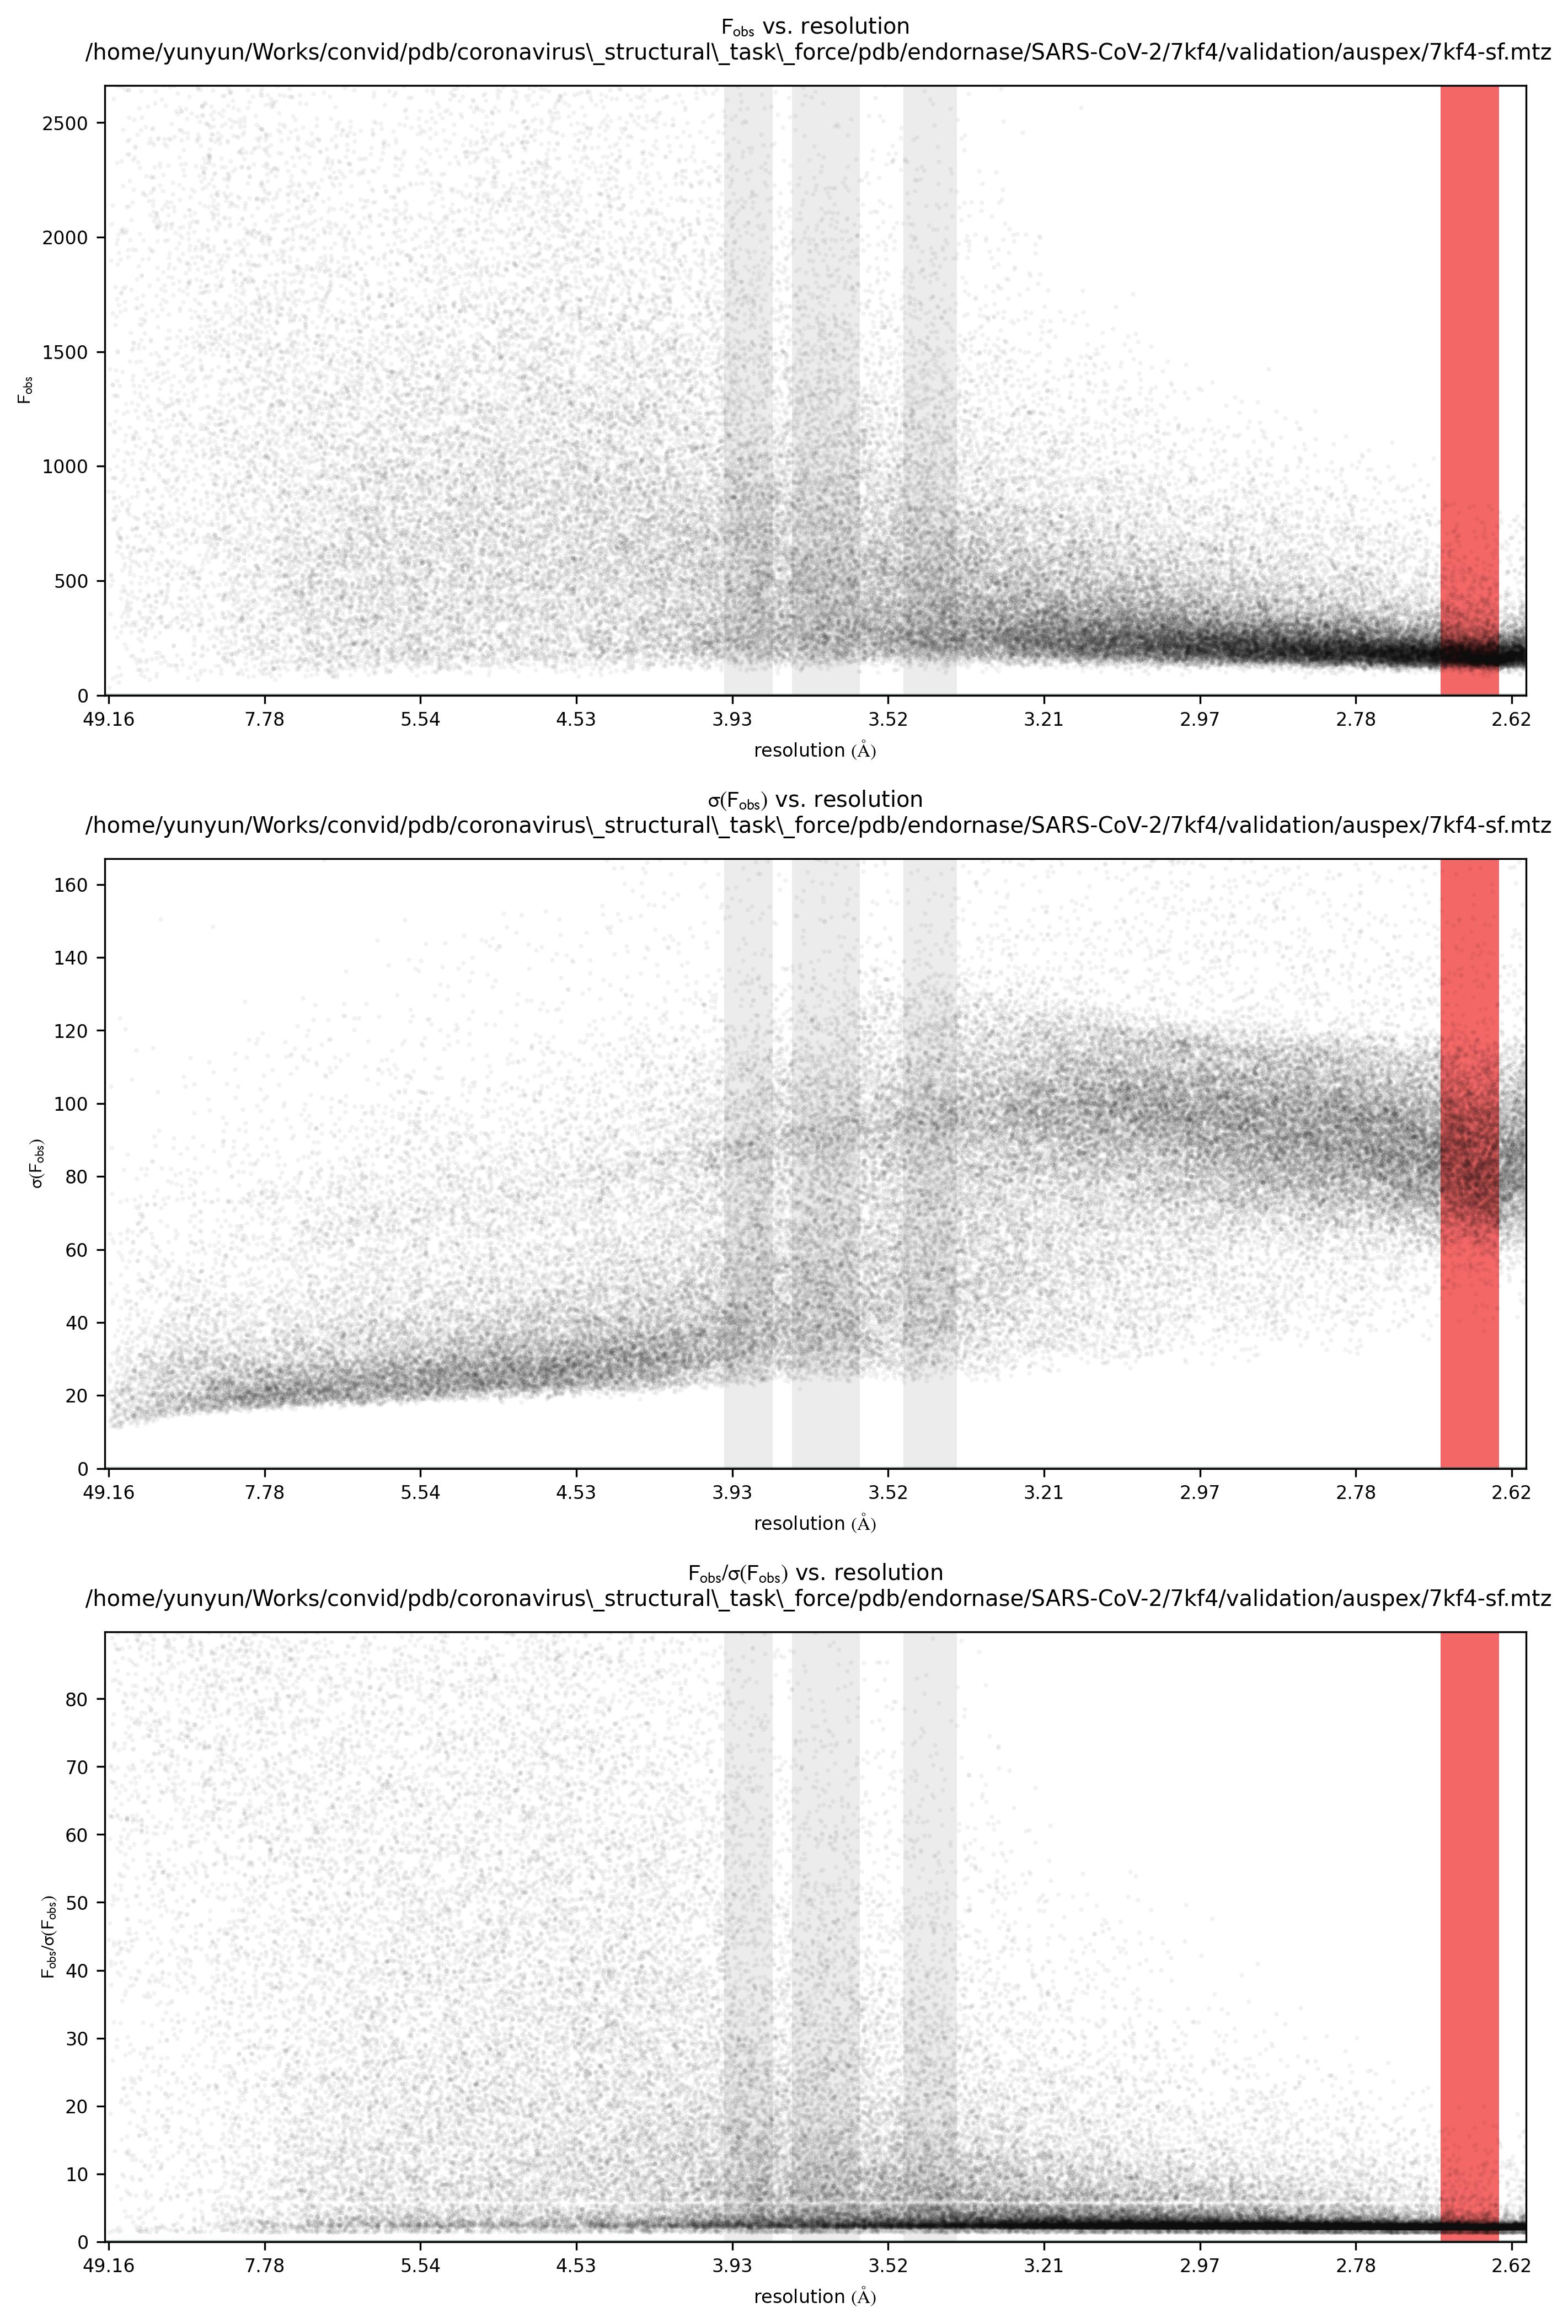 Fobs vs. resolution
/home/yunyun/Works/convid/pdb/coronavirus\_structural\_task\_force/pdb/endornase/SARS-CoV-2/7kf4/validation/auspex/7kf4-sf.mtz
2500
2000
1500
1000
500
0
Fobs
49.16 7.78 5.54 4.53 3.93 3.52 3.21 2.97 2.78 2.62
resolution (Å)
σ(Fobs) vs. resolution
/home/yunyun/Works/convid/pdb/coronavirus\_structural\_task\_force/pdb/endornase/SARS-CoV-2/7kf4/validation/auspex/7kf4-sf.mtz
160
140
120
100
80
60
40
20
0
σ(Fobs)
49.16 7.78 5.54 4.53 3.93 3.52 3.21 2.97 2.78 2.62
resolution (Å)
Fobs/σ(Fobs) vs. resolution
/home/yunyun/Works/convid/pdb/coronavirus\_structural\_task\_force/pdb/endornase/SARS-CoV-2/7kf4/validation/auspex/7kf4-sf.mtz
80
70
60
50
40
30
20
10
0
Fobs/σ(Fobs)
49.16 7.78 5.54 4.53 3.93 3.52 3.21 2.97 2.78 2.62
resolution (Å)